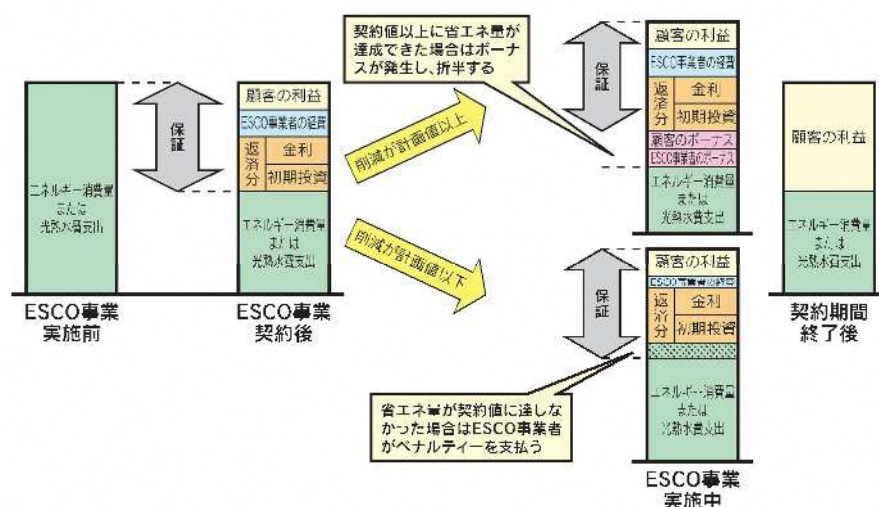 契約値以上に省エネ量が
達成できた場合はボーナ
スが発生し、折半する
保証
顧客の利益
ESCO事業者の経費
返済分
金利
初期投資
顧客のボーナス
ESCO事業者のボーナス
エネルギー消費量
または
光熱水費支出
エネルギー消費量
または
光熱水費支出
ESCO事業
実施前
保証
顧客の利益
ESCO事業者の経費
返済分
金利
初期投資
エネルギー消費量
または
光熱水費支出
ESCO事業
契約後
削減が計画値以上
削減が計画値以下
保証
顧客の利益
ESCO事業者の経費
返済分
金利
初期投資
エネルギー消費量
または
光熱水費支出
省エネ量が契約値に達しな
かった場合はESCO事業者
がペナルティーを支払う
ESCO事業
実施中
顧客の利益
エネルギー消費量
または
光熱水費支出
契約期間
終了後